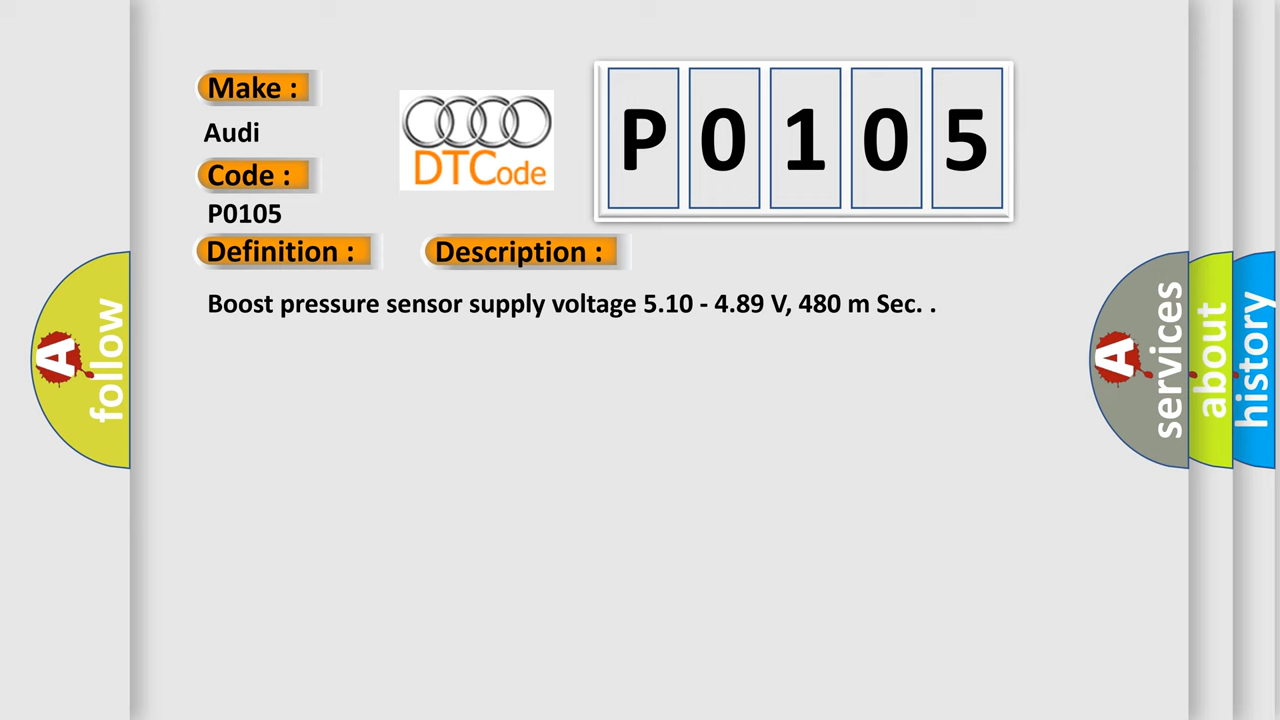 Make :
Audi
Code :
P0105
Definition :
Description :
Boost pressure sensor supply voltage 5.10 - 4.89 V, 480 m Sec. .
DTCode
P0105
A follow
A services
about
history